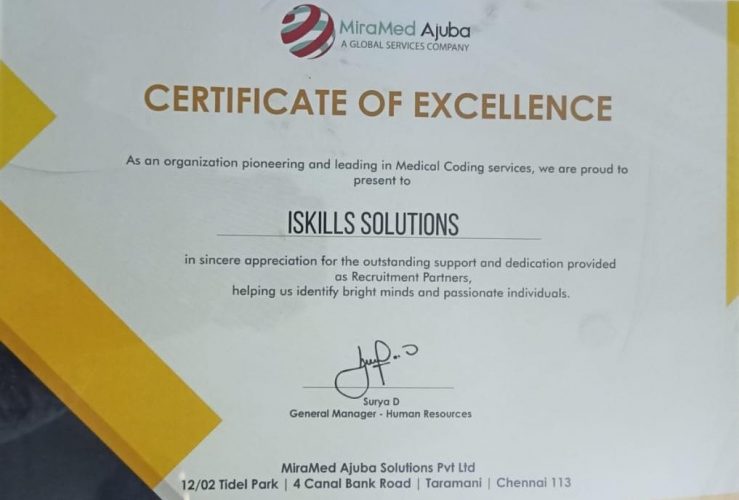 MiraMed Ajuba
A GLOBAL SERVICES COMPANY
CERTIFICATE OF EXCELLENCE
As an organization pioneering and leading in Medical Coding services, we are proud to
present to
ISKILLS SOLUTIONS
in sincere appreciation for the outstanding support and dedication provided
as Recruitment Partners,
helping us identify bright minds and passionate individuals.
Surya D
General Manager - Human Resources
MiraMed Ajuba Solutions Pvt Ltd
12/02 Tidel Park | 4 Canal Bank Road | Taramani | Chennai 113